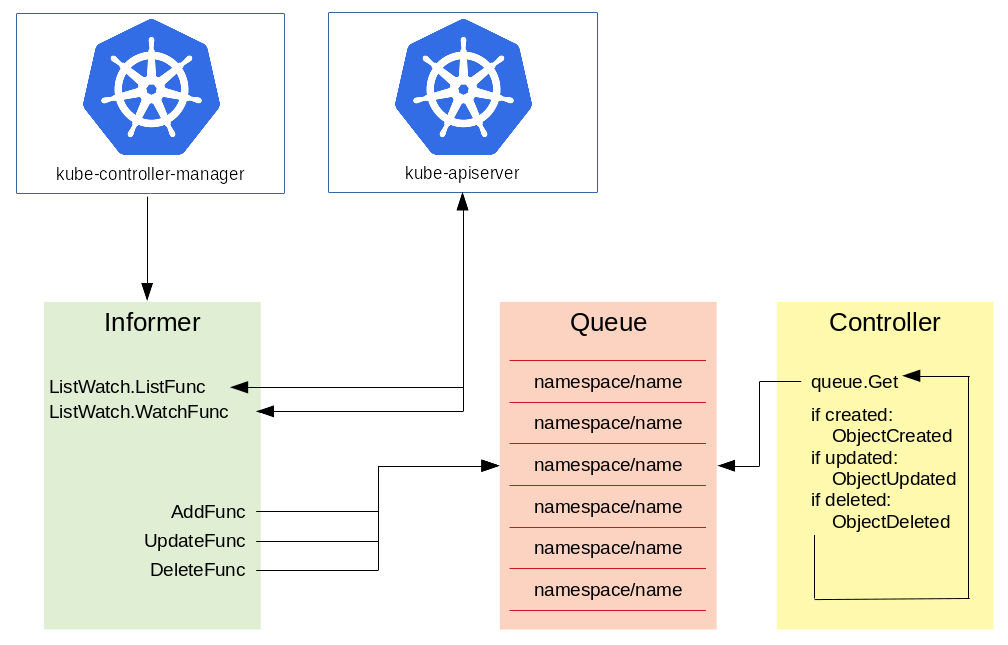 kube-controller-manager
kube-apiserver
Informer
ListWatch.ListFunc
ListWatch.WatchFunc
AddFunc
UpdateFunc
DeleteFunc
Queue
namespace/name
namespace/name
namespace/name
namespace/name
namespace/name
namespace/name
Controller
queue.Get
if created:
ObjectCreated
if updated:
ObjectUpdated
if deleted:
ObjectDeleted